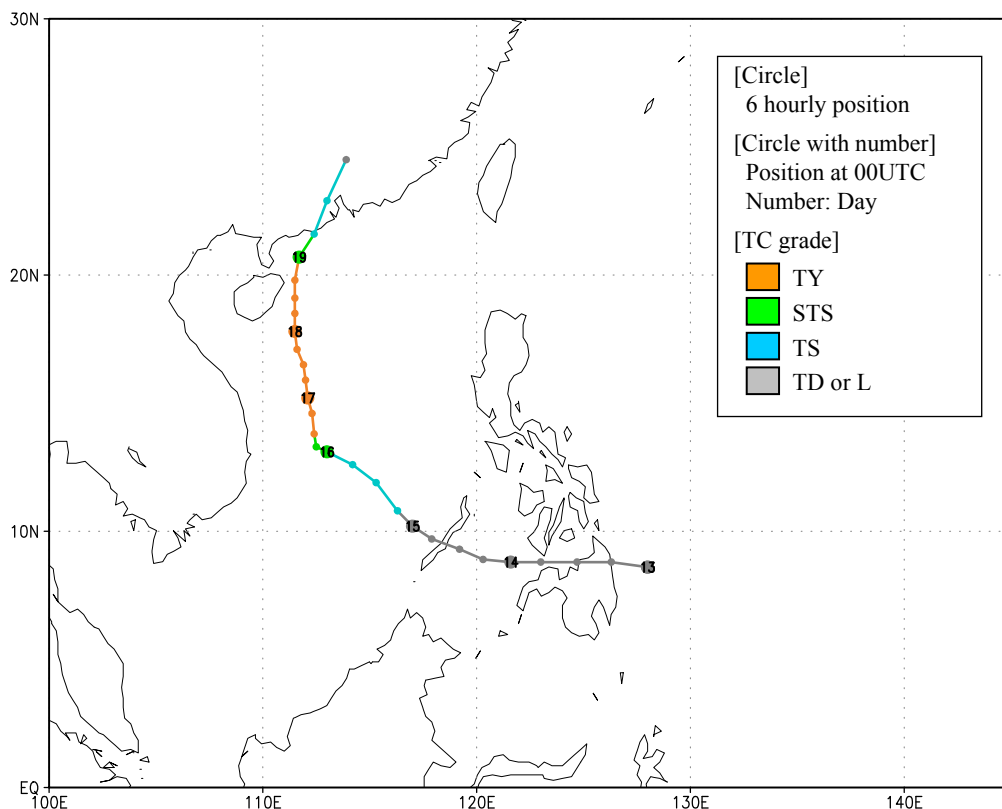 30N
[Circle]
6 hourly position
[Circle with number]
Position at 00UTC
Number: Day
[TC grade]
TY
STS
TS
TD or L
19
20N
18
17
16
15
10N
14
13
EQ
100E 110E 120E 130E 140E